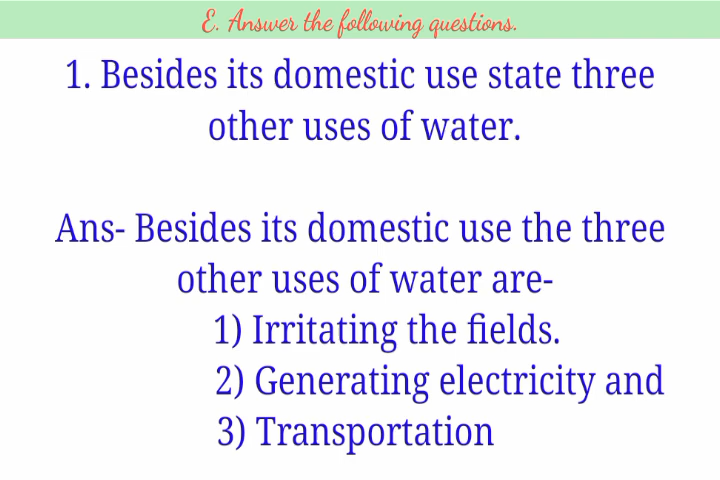 E. Answer the following questions.
1. Besides its domestic use state three
other uses of water.
Ans- Besides its domestic use the three
other uses of water are-
1) Irritating the fields.
2) Generating electricity and
3) Transportation